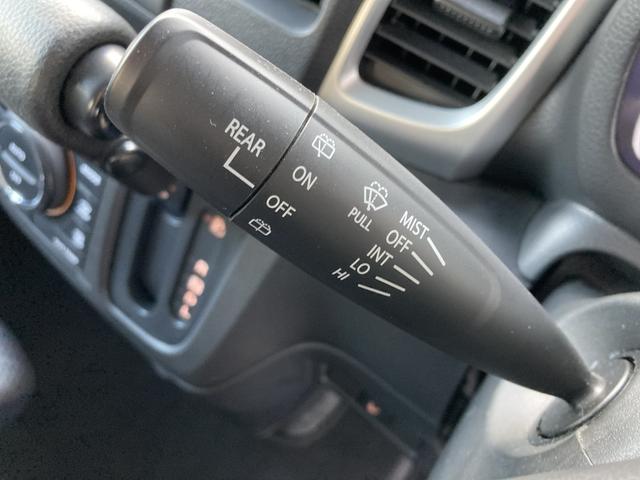 REAR
ON
OFF
PULL
MIST
OFF
INT
LO
HI